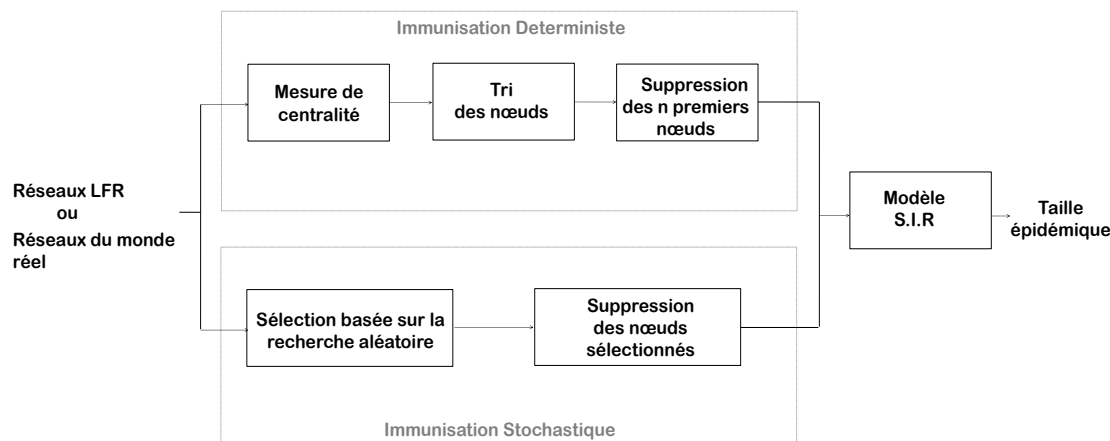 Immunisation Deterministe
Mesure de
centralité
Tri
des nœuds
Suppression
des n premiers
nœuds
Réseaux LFR
ou
Réseaux du monde
réel
Modèle
S.I.R
Taille
épidémique
Sélection basée sur la
recherche aléatoire
Suppression
des nœuds
sélectionnés
Immunisation Stochastique